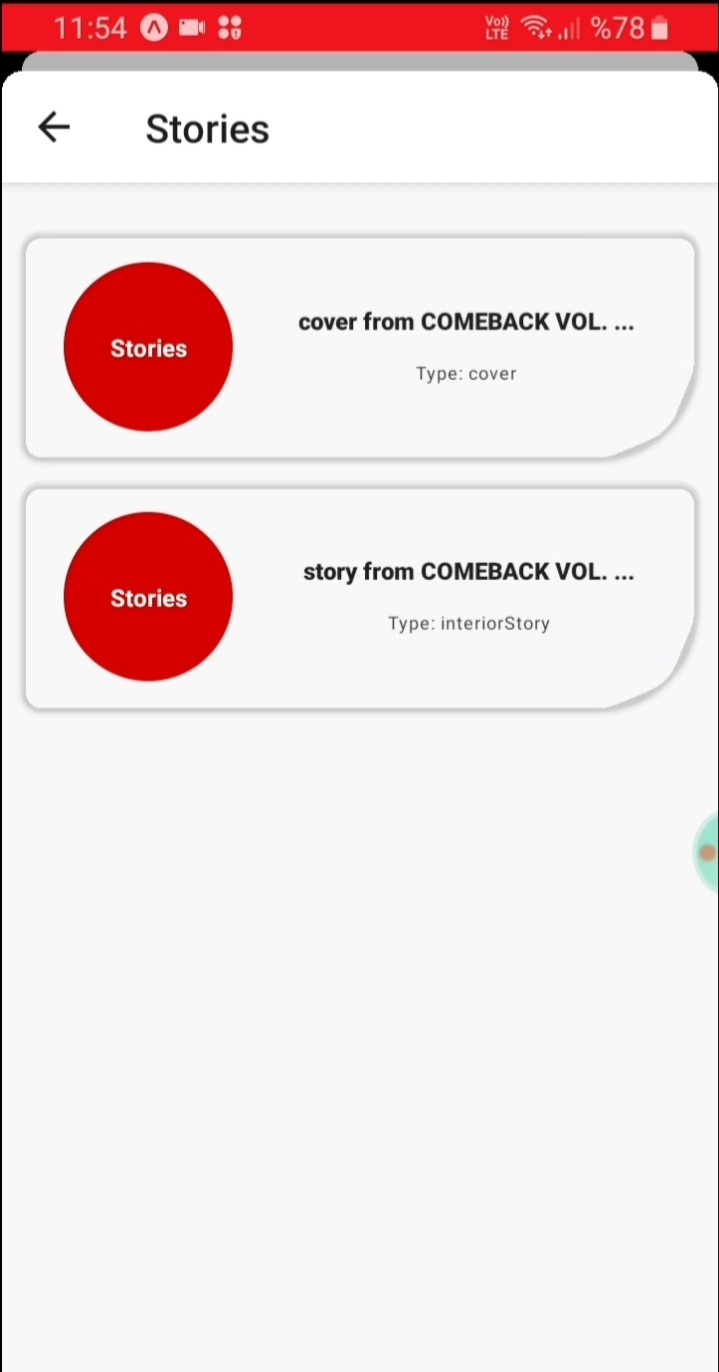 11:54 Vo)) LTE %78
Stories
Stories
cover from COMEBACK VOL. ...
Type: cover
Stories
story from COMEBACK VOL. ...
Type: interiorStory